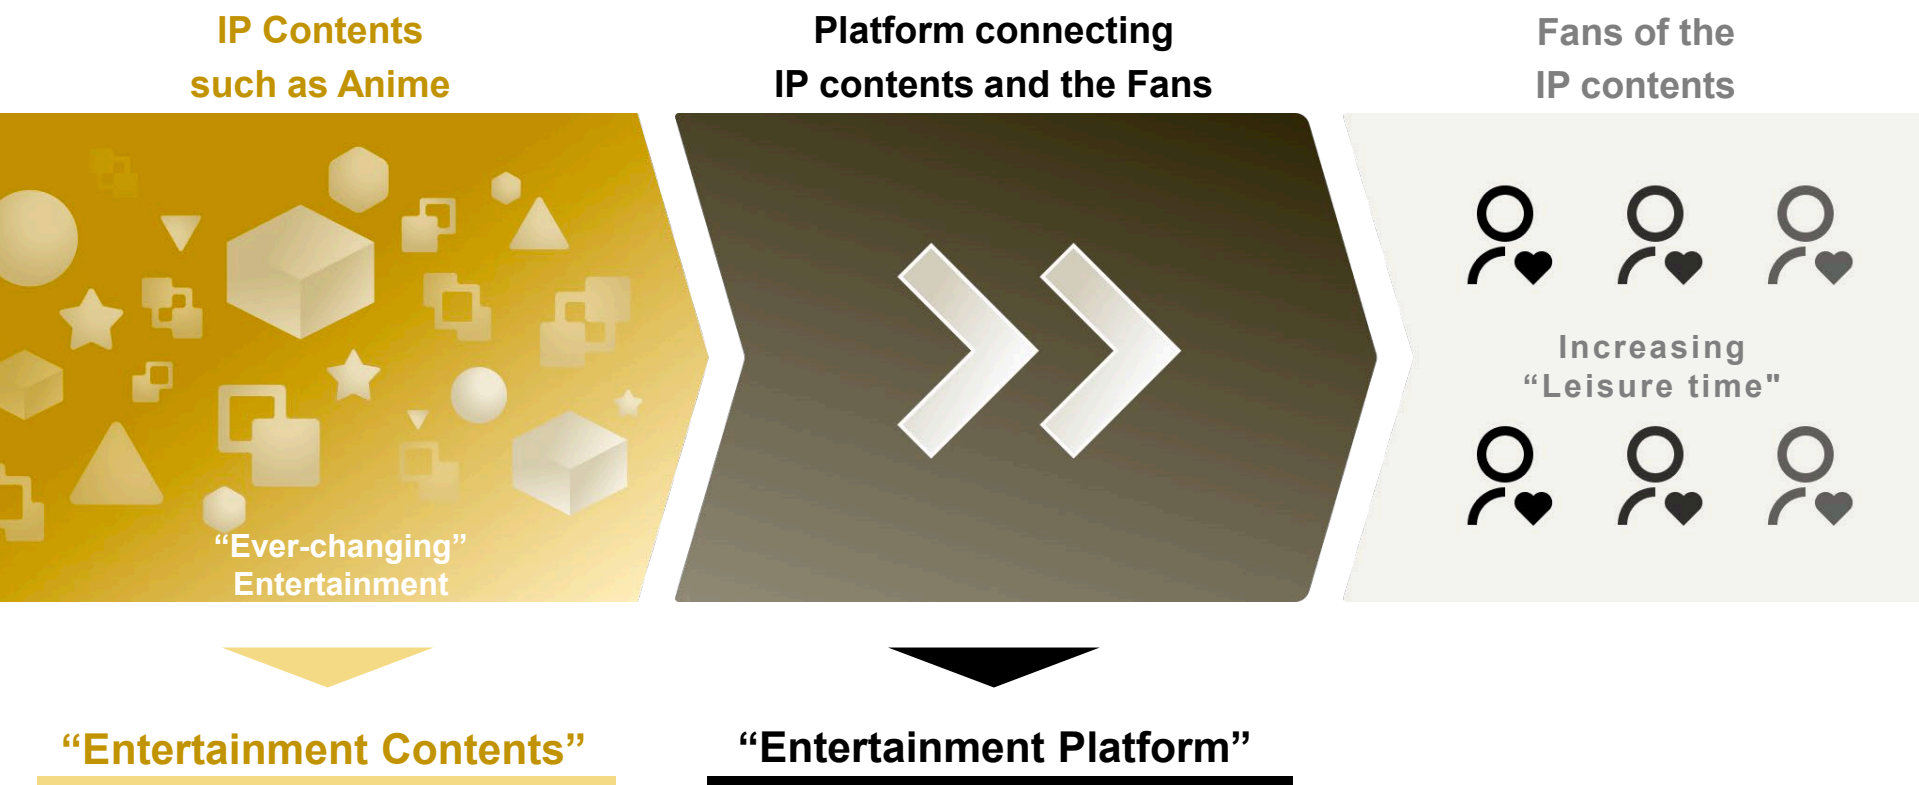 IP Contents
such as Anime
Platform connecting
IP contents and the Fans
Fans of the
IP contents
“Ever-changing”
Entertainment
Increasing
“Leisure time"
“Entertainment Contents”
“Entertainment Platform”